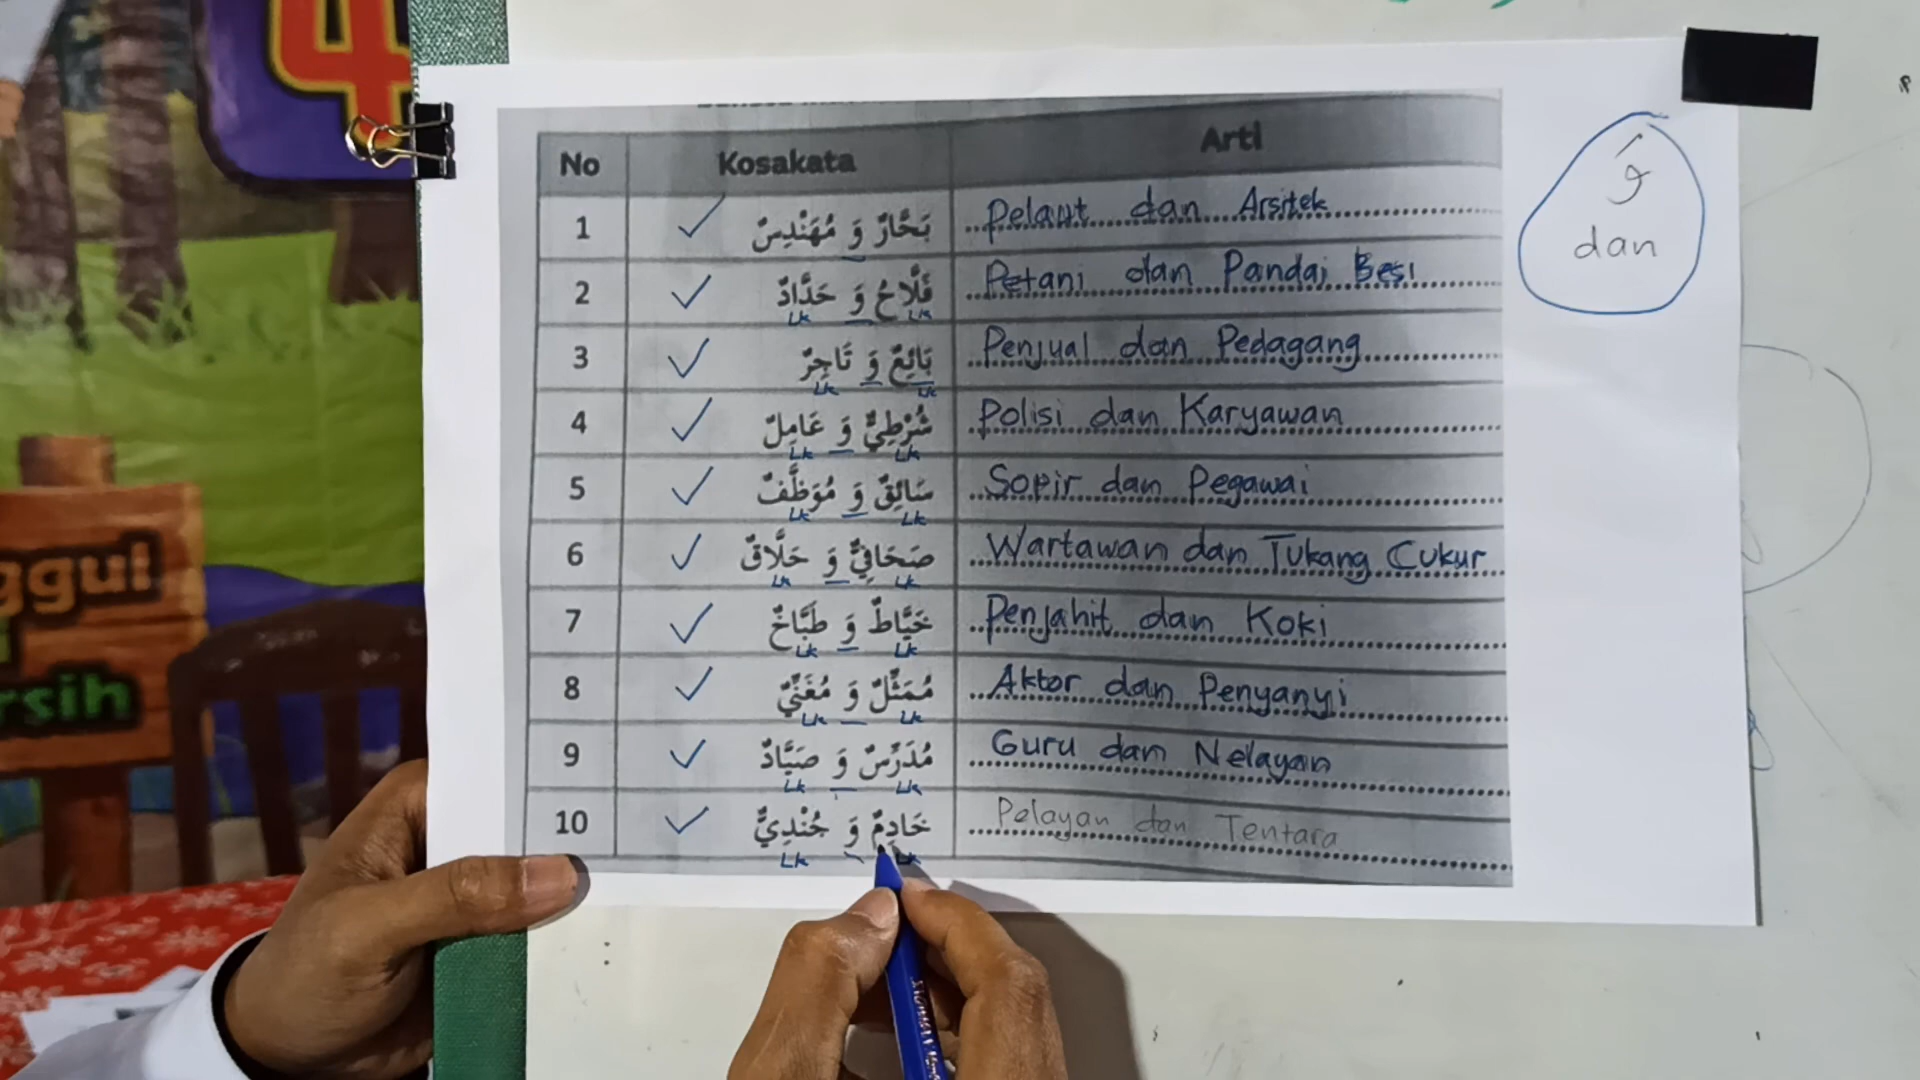 4
ggul
rsih
No Kosakata Arti
1 بَحَّارٌ وَ مُهَنْدِسٌ Pelaut dan Arsitek
2 فَلَّاحٌ وَ حَدَّادٌ Petani dan Pandai Besi
3 بَائِعٌ وَ تَاجِرٌ Penjual dan Pedagang
4 شُرْطِيٌّ وَ عَامِلٌ Polisi dan Karyawan
5 سَائِقٌ وَ مُوَظَّفٌ Sopir dan Pegawai
6 صَحَافِيٌّ وَ حَلَّاقٌ Wartawan dan Tukang Cukur
7 خَيَّاطٌ وَ طَبَّاخٌ Penjahit dan Koki
8 مُمَثِّلٌ وَ مُغَنِّيٌّ Aktor dan Penyanyi
9 مُدَرِّسٌ وَ صَيَّادٌ Guru dan Nelayan
10 خَادِمٌ وَ جُنْدِيٌّ Pelayan dan Tentara
وَ
dan